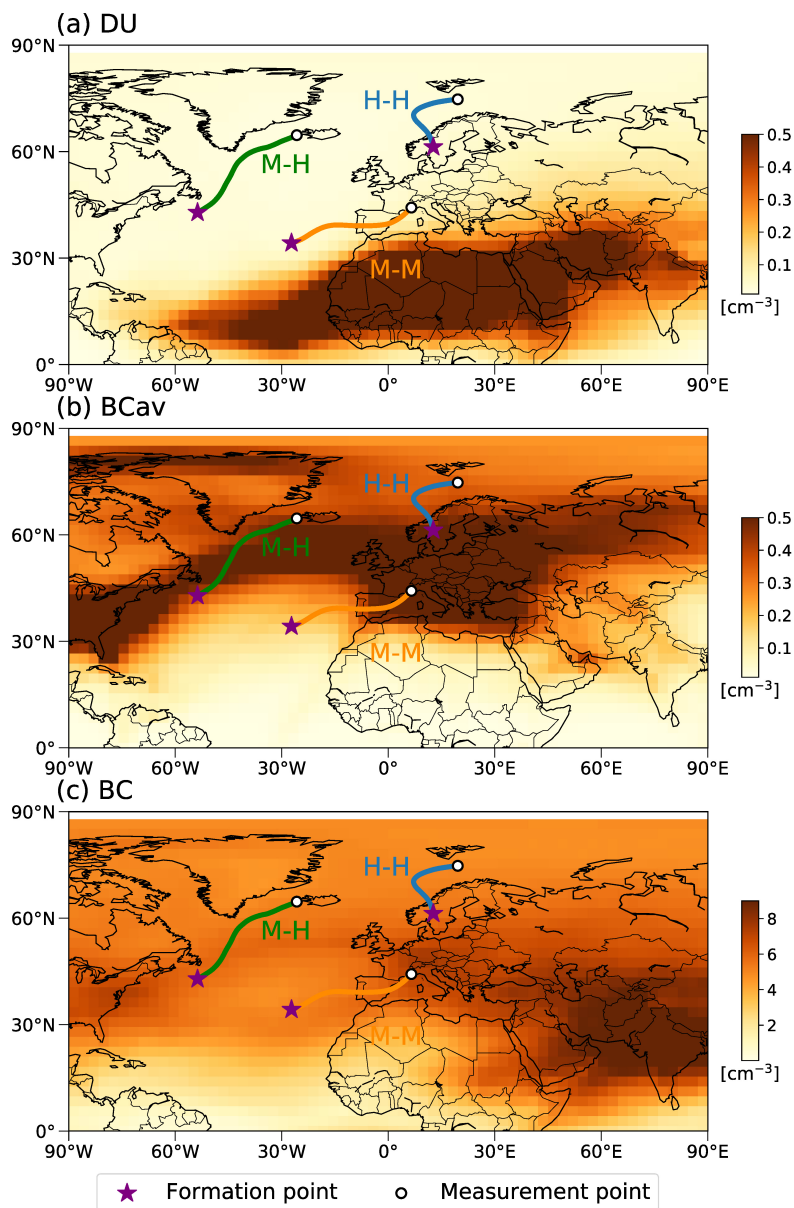 (a) DU
90°N
60°N
30°N
0°
H-H
M-H
M-M
0.5
0.4
0.3
0.2
0.1
[cm⁻³]
90°W 60°W 30°W 0° 30°E 60°E 90°E
(b) BCav
90°N
60°N
30°N
0°
H-H
M-H
M-M
0.5
0.4
0.3
0.2
0.1
[cm⁻³]
90°W 60°W 30°W 0° 30°E 60°E 90°E
(c) BC
90°N
60°N
30°N
0°
H-H
M-H
M-M
8
6
4
2
[cm⁻³]
90°W 60°W 30°W 0° 30°E 60°E 90°E
Formation point Measurement point